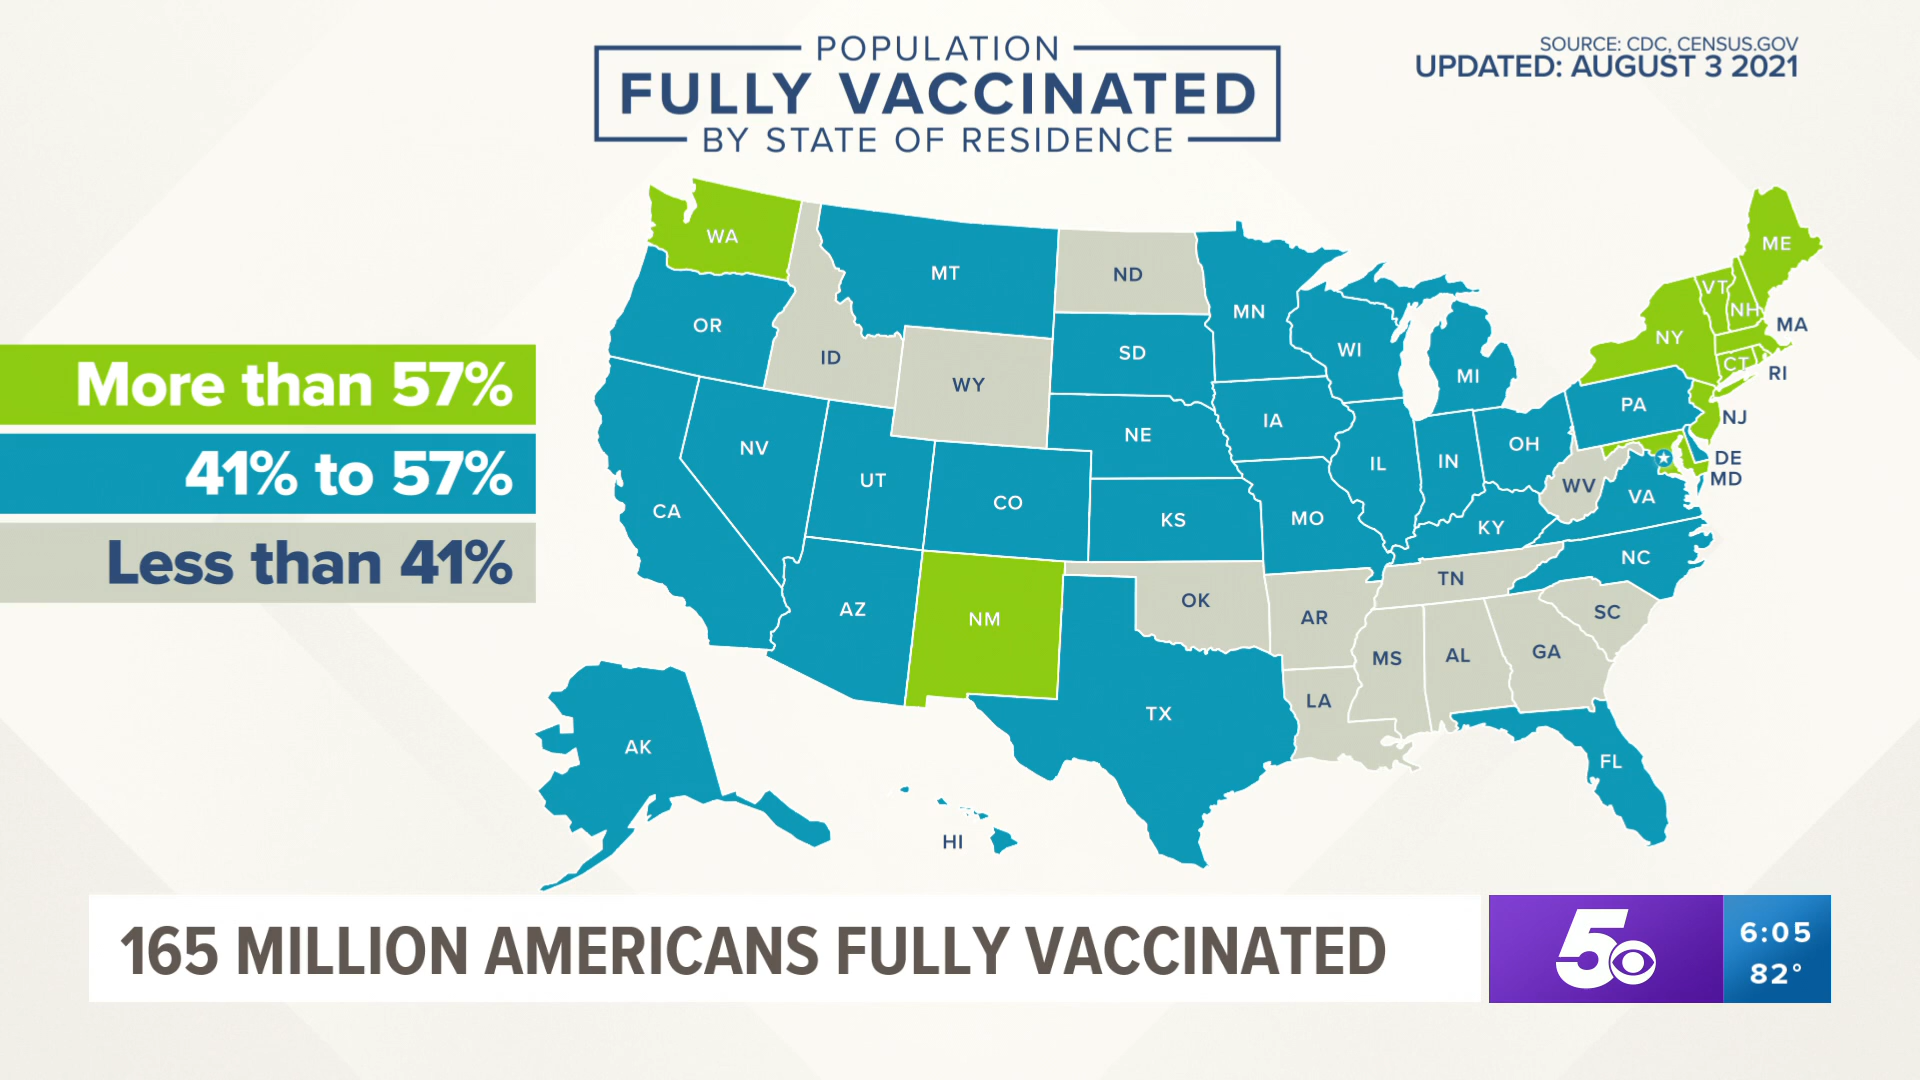 POPULATION
FULLY VACCINATED
BY STATE OF RESIDENCE
SOURCE: CDC, CENSUS.GOV
UPDATED: AUGUST 3 2021
More than 57%
41% to 57%
Less than 41%
WA
OR
CA
NV
ID
MT
WY
UT
AZ
CO
NM
ND
SD
NE
KS
OK
TX
MN
IA
MO
AR
LA
WI
IL
MI
IN
OH
KY
TN
MS
AL
GA
SC
NC
FL
VA
WV
PA
NY
VT
NH
ME
MA
CT
RI
NJ
DE
MD
AK
HI
165 MILLION AMERICANS FULLY VACCINATED
5
6:05
82°